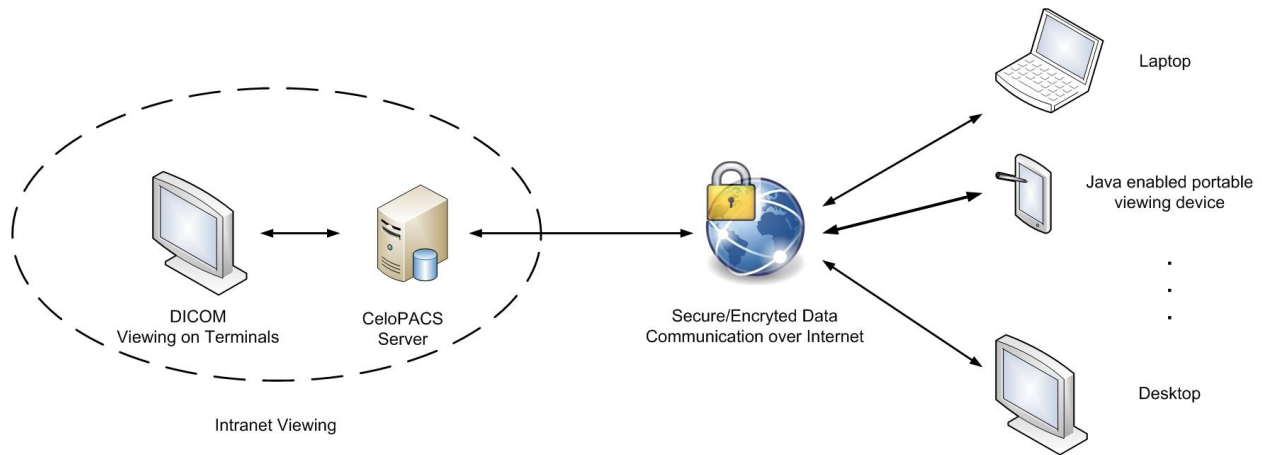 Laptop
Java enabled portable
viewing device
DICOM
Viewing on Terminals
CeloPACS
Server
Secure/Encryted Data
Communication over Internet
Desktop
Intranet Viewing